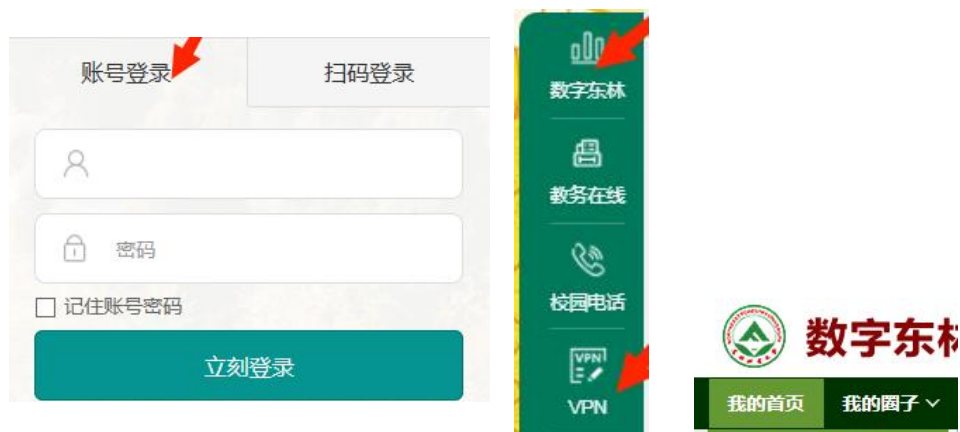 账号登录
扫码登录
密码
记住账号密码
立刻登录
数字东林
教务在线
校园电话
VPN
VPN
数字东林
我的首页
我的圈子